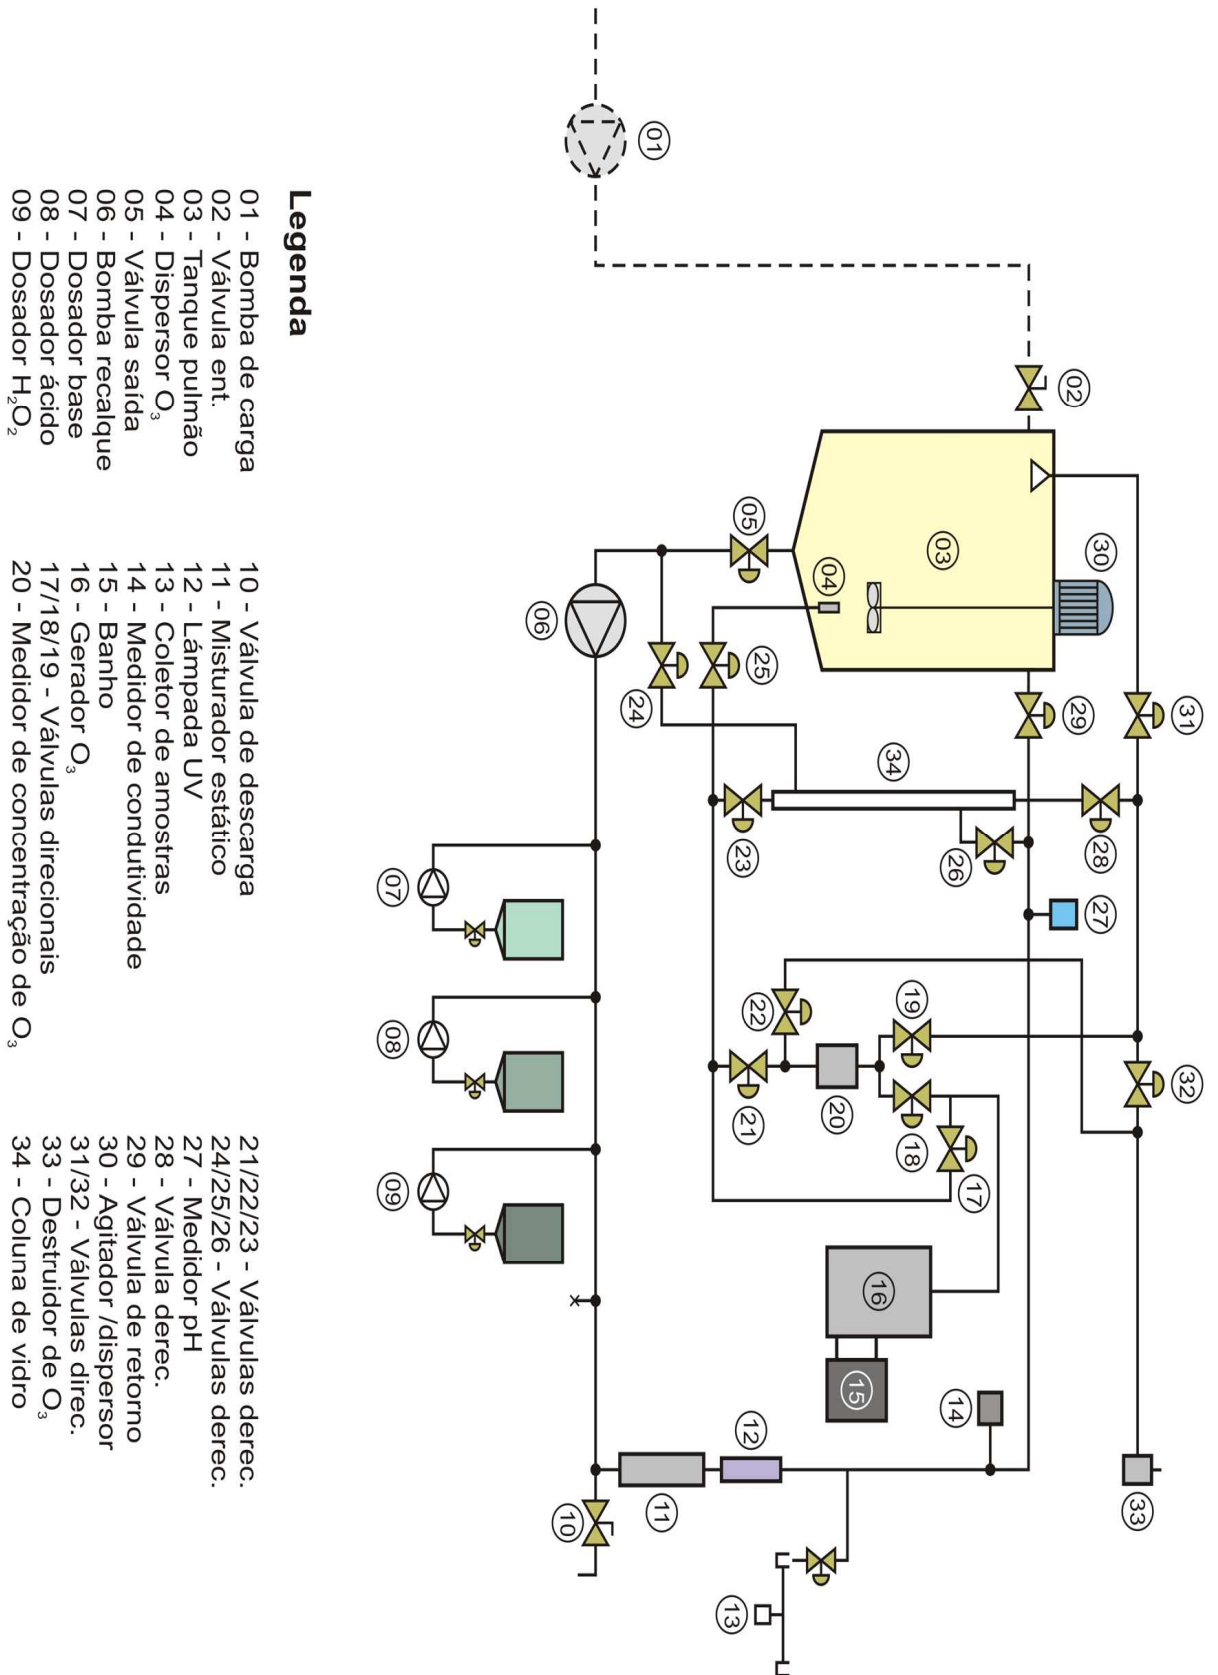 31
32
33
30
28
27
02
29
17
26
14
03
19
18
34
16
15
20
04
25
22
05
21
12
23
13
11
01
24
10
06
07
08
09
Legenda
01 - Bomba de carga
02 - Válvula ent.
03 - Tanque pulmão
04 - Dispersor O₃
05 - Válvula saída
06 - Bomba recalque
07 - Dosador base
08 - Dosador ácido
09 - Dosador H₂O₂
10 - Válvula de descarga
11 - Misturador estático
12 - Lámpada UV
13 - Coletor de amostras
14 - Medidor de condutividade
15 - Banho
16 - Gerador O₃
17/18/19 - Válvulas direcionais
20 - Medidor de concentração de O₃
21/22/23 - Válvulas derec.
24/25/26 - Válvulas derec.
27 - Medidor pH
28 - Válvula derec.
29 - Válvula de retorno
30 - Agitador /dispersor
31/32 - Válvulas direc.
33 - Destruidor de O₃
34 - Coluna de vidro